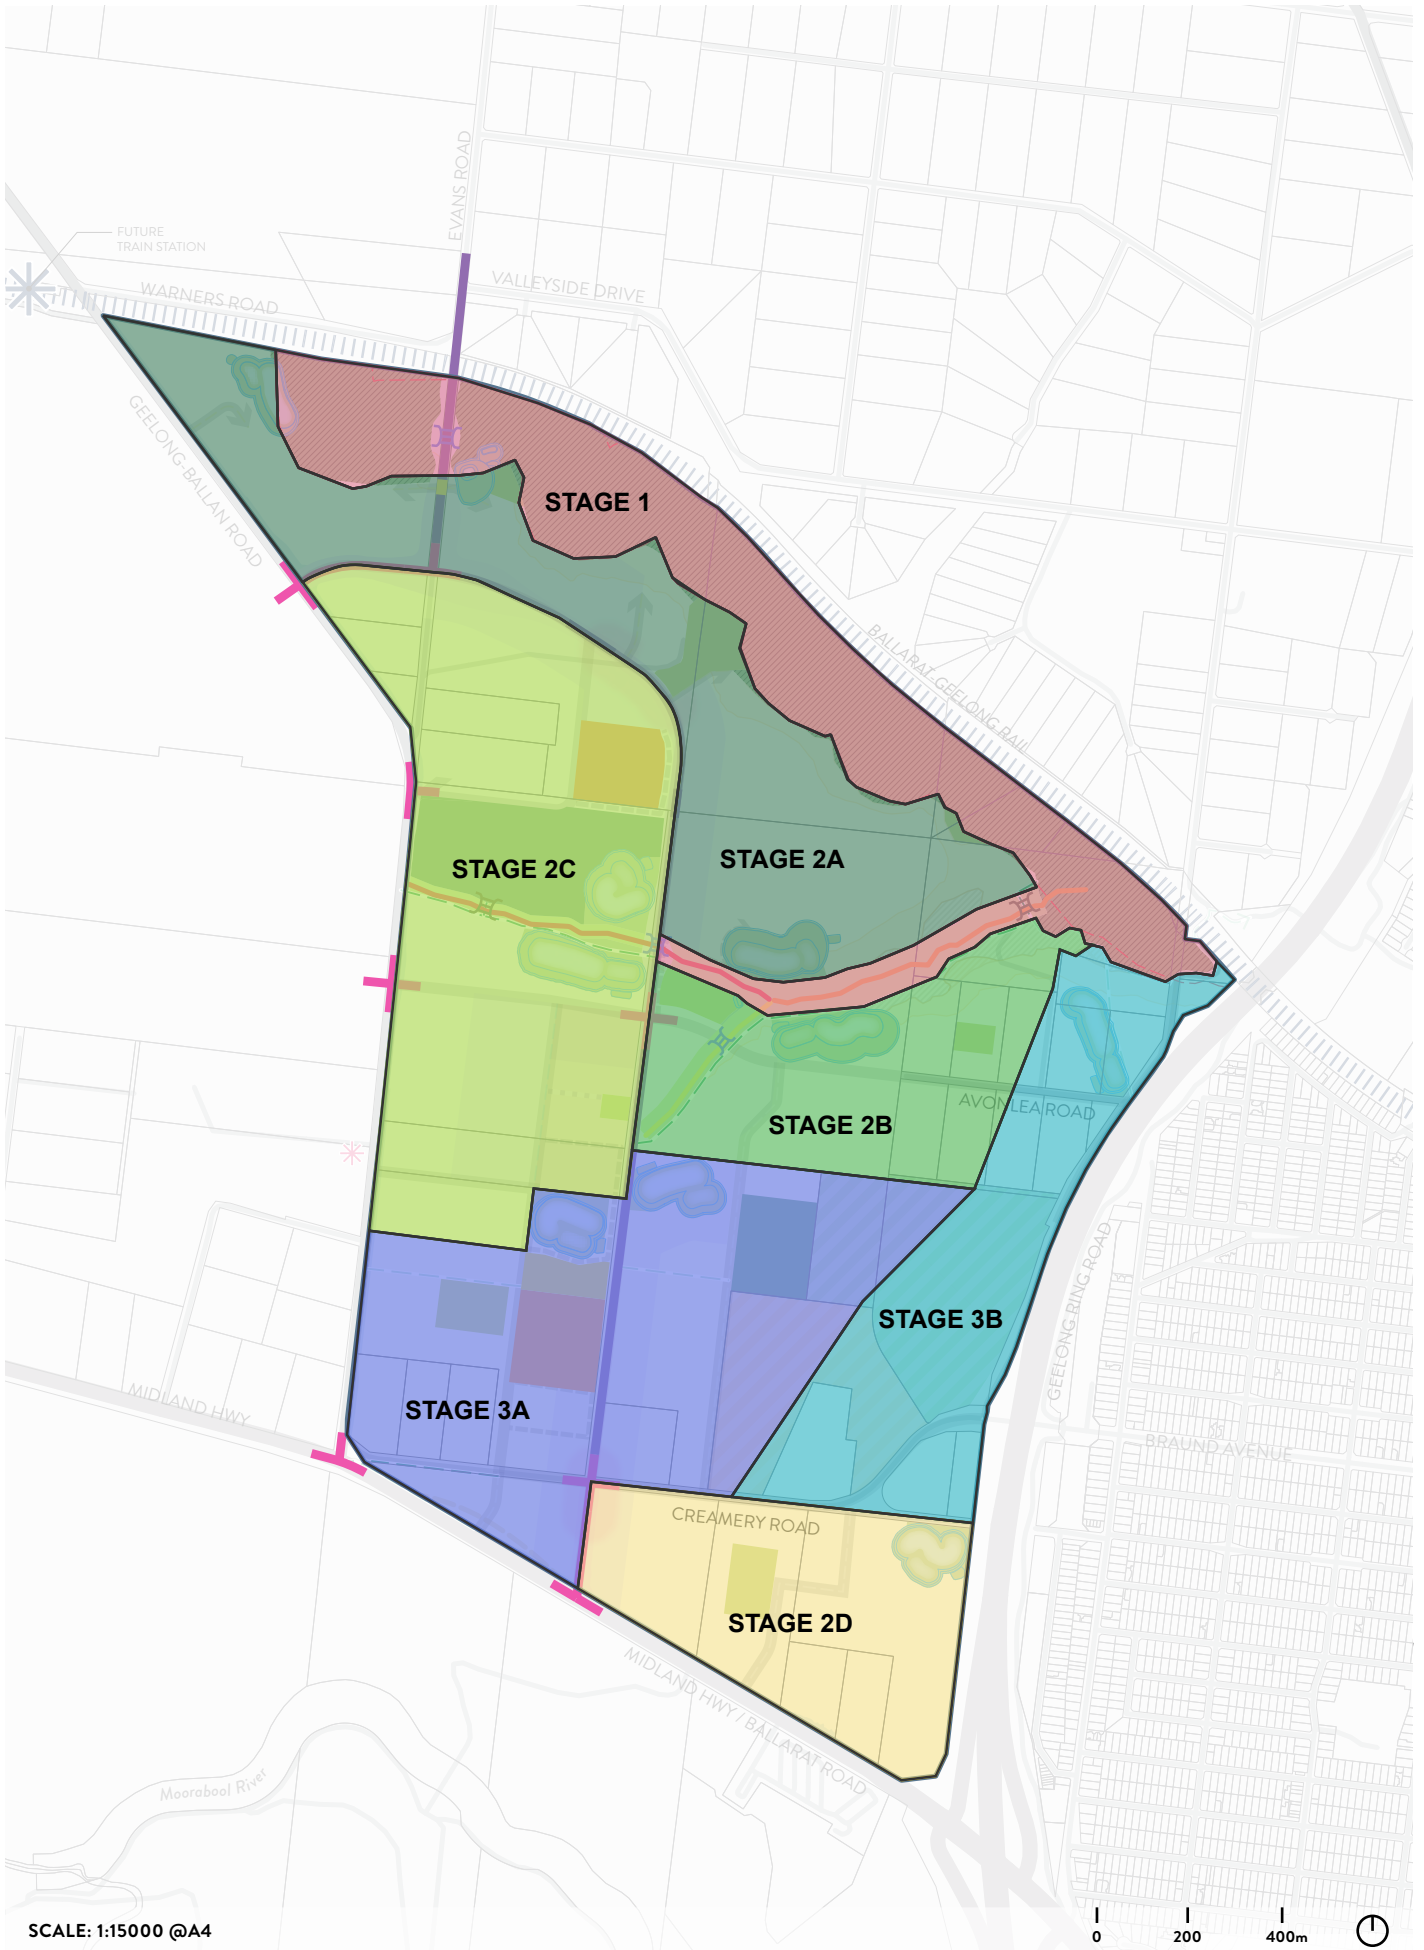 EVANS ROAD
FUTURE
TRAIN STATION
WARNERS ROAD
VALLEYSIDE DRIVE
GEELONG-BALLAN ROAD
STAGE 1
BALLARAT-GEELONG RAIL
STAGE 2C
STAGE 2A
AVONLEA ROAD
STAGE 2B
GEELONG RING ROAD
STAGE 3B
MIDLAND HWY
STAGE 3A
BRAUND AVENUE
CREAMERY ROAD
STAGE 2D
MIDLAND HWY / BALLARAT ROAD
Moorabool River
SCALE: 1:15000 @A4
0 200 400m